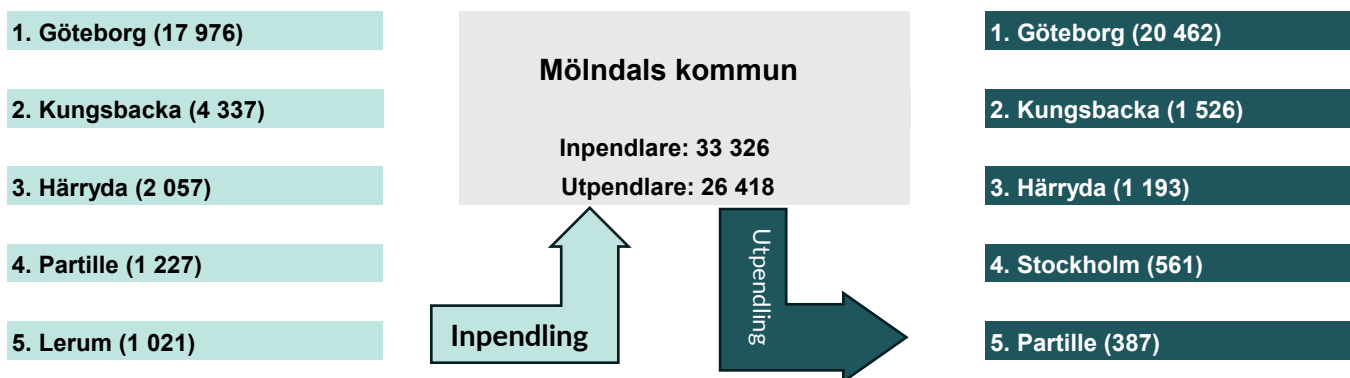 1. Göteborg (17 976)
2. Kungsbacka (4 337)
3. Härryda (2 057)
4. Partille (1 227)
5. Lerum (1 021)
Mölndals kommun
Inpendlare: 33 326
Utpendlare: 26 418
Inpendling
Utpendling
1. Göteborg (20 462)
2. Kungsbacka (1 526)
3. Härryda (1 193)
4. Stockholm (561)
5. Partille (387)